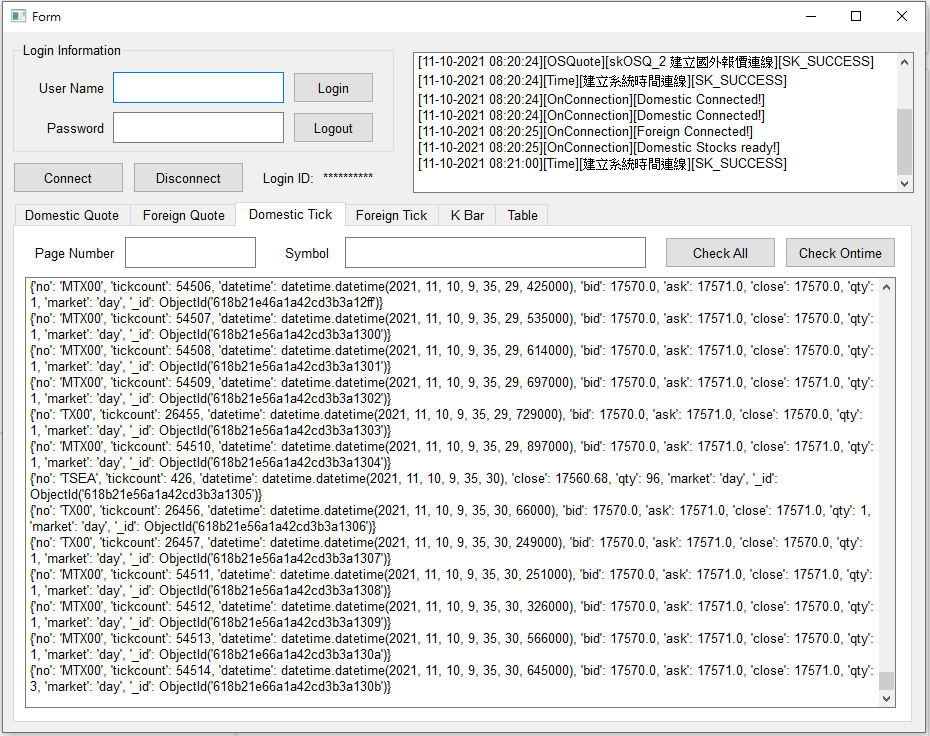 Form
Login Information
User Name
Login
Password
Logout
Connect
Disconnect
Login ID: **********
[11-10-2021 08:20:24][OSQuote][skOSQ_2 建立國外報價連線][SK_SUCCESS]
[11-10-2021 08:20:24][Time][建立系統時間連線][SK_SUCCESS]
[11-10-2021 08:20:24][OnConnection][Domestic Connected!]
[11-10-2021 08:20:24][OnConnection][Domestic Connected!]
[11-10-2021 08:20:25][OnConnection][Foreign Connected!]
[11-10-2021 08:20:25][OnConnection][Domestic Stocks ready!]
[11-10-2021 08:21:00][Time][建立系統時間連線][SK_SUCCESS]
Domestic Quote
Foreign Quote
Domestic Tick
Foreign Tick
K Bar
Table
Page Number
Symbol
Check All
Check Ontime
{'no': 'MTX00', 'tickcount': 54506, 'datetime': datetime.datetime(2021, 11, 10, 9, 35, 29, 425000), 'bid': 17570.0, 'ask': 17571.0, 'close': 17570.0, 'qty':
1, 'market': 'day', '_id': ObjectId('618b21e46a1a42cd3b3a12ff')}
{'no': 'MTX00', 'tickcount': 54507, 'datetime': datetime.datetime(2021, 11, 10, 9, 35, 29, 535000), 'bid': 17570.0, 'ask': 17571.0, 'close': 17570.0, 'qty':
1, 'market': 'day', '_id': ObjectId('618b21e56a1a42cd3b3a1300')}
{'no': 'MTX00', 'tickcount': 54508, 'datetime': datetime.datetime(2021, 11, 10, 9, 35, 29, 614000), 'bid': 17570.0, 'ask': 17571.0, 'close': 17571.0, 'qty':
1, 'market': 'day', '_id': ObjectId('618b21e56a1a42cd3b3a1301')}
{'no': 'MTX00', 'tickcount': 54509, 'datetime': datetime.datetime(2021, 11, 10, 9, 35, 29, 697000), 'bid': 17570.0, 'ask': 17571.0, 'close': 17571.0, 'qty':
1, 'market': 'day', '_id': ObjectId('618b21e56a1a42cd3b3a1302')}
{'no': 'TX00', 'tickcount': 26455, 'datetime': datetime.datetime(2021, 11, 10, 9, 35, 29, 729000), 'bid': 17570.0, 'ask': 17571.0, 'close': 17570.0, 'qty':
1, 'market': 'day', '_id': ObjectId('618b21e56a1a42cd3b3a1303')}
{'no': 'MTX00', 'tickcount': 54510, 'datetime': datetime.datetime(2021, 11, 10, 9, 35, 29, 897000), 'bid': 17570.0, 'ask': 17571.0, 'close': 17571.0, 'qty':
1, 'market': 'day', '_id': ObjectId('618b21e56a1a42cd3b3a1304')}
{'no': 'TSEA', 'tickcount': 426, 'datetime': datetime.datetime(2021, 11, 10, 9, 35, 30), 'close': 17560.68, 'qty': 96, 'market': 'day', '_id':
ObjectId('618b21e56a1a42cd3b3a1305')}
{'no': 'TX00', 'tickcount': 26456, 'datetime': datetime.datetime(2021, 11, 10, 9, 35, 30, 66000), 'bid': 17570.0, 'ask': 17571.0, 'close': 17571.0, 'qty': 1,
'market': 'day', '_id': ObjectId('618b21e56a1a42cd3b3a1306')}
{'no': 'TX00', 'tickcount': 26457, 'datetime': datetime.datetime(2021, 11, 10, 9, 35, 30, 249000), 'bid': 17570.0, 'ask': 17571.0, 'close': 17570.0, 'qty':
1, 'market': 'day', '_id': ObjectId('618b21e56a1a42cd3b3a1307')}
{'no': 'MTX00', 'tickcount': 54511, 'datetime': datetime.datetime(2021, 11, 10, 9, 35, 30, 251000), 'bid': 17570.0, 'ask': 17571.0, 'close': 17571.0, 'qty':
1, 'market': 'day', '_id': ObjectId('618b21e56a1a42cd3b3a1308')}
{'no': 'MTX00', 'tickcount': 54512, 'datetime': datetime.datetime(2021, 11, 10, 9, 35, 30, 326000), 'bid': 17570.0, 'ask': 17571.0, 'close': 17570.0, 'qty':
1, 'market': 'day', '_id': ObjectId('618b21e56a1a42cd3b3a1309')}
{'no': 'MTX00', 'tickcount': 54513, 'datetime': datetime.datetime(2021, 11, 10, 9, 35, 30, 566000), 'bid': 17570.0, 'ask': 17571.0, 'close': 17570.0, 'qty':
1, 'market': 'day', '_id': ObjectId('618b21e66a1a42cd3b3a130a')}
{'no': 'MTX00', 'tickcount': 54514, 'datetime': datetime.datetime(2021, 11, 10, 9, 35, 30, 645000), 'bid': 17570.0, 'ask': 17571.0, 'close': 17570.0, 'qty':
3, 'market': 'day', '_id': ObjectId('618b21e66a1a42cd3b3a130b')}